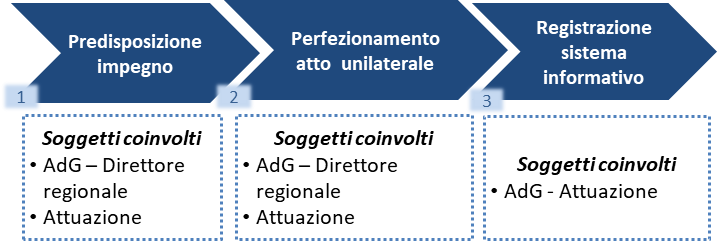 Predisposizione
impegno
1
Soggetti coinvolti
• AdG – Direttore
regionale
• Attuazione
Perfezionamento
atto unilaterale
2
Soggetti coinvolti
• AdG – Direttore
regionale
• Attuazione
Registrazione
sistema
informativo
3
Soggetti coinvolti
• AdG - Attuazione